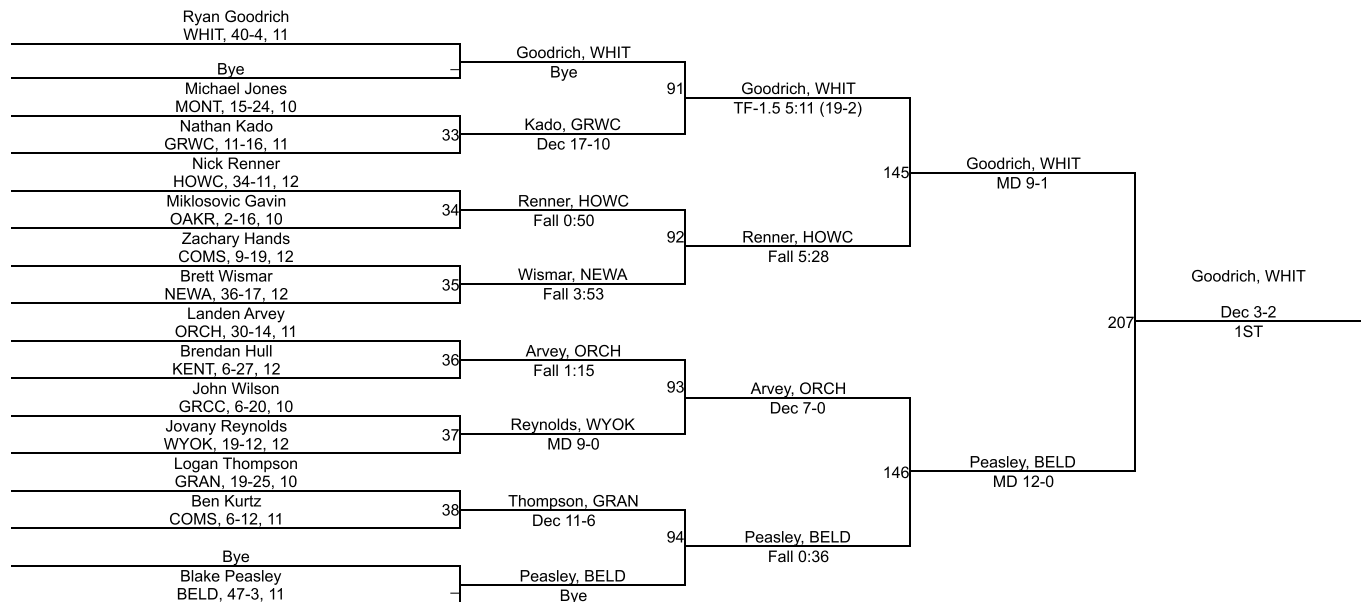 Ryan Goodrich
WHIT, 40-4, 11
Bye
Michael Jones
MONT, 15-24, 10
Nathan Kado
GRWC, 11-16, 11
Nick Renner
HOWC, 34-11, 12
Miklosovic Gavin
OAKR, 2-16, 10
Zachary Hands
COMS, 9-19, 12
Brett Wismar
NEWA, 36-17, 12
Landen Arvey
ORCH, 30-14, 11
Brendan Hull
KENT, 6-27, 12
John Wilson
GRCC, 6-20, 10
Jovany Reynolds
WYOK, 19-12, 12
Logan Thompson
GRAN, 19-25, 10
Ben Kurtz
COMS, 6-12, 11
Bye
Blake Peasley
BELD, 47-3, 11
–
33
34
35
36
37
38
–
Goodrich, WHIT
Bye
Kado, GRWC
Dec 17-10
Renner, HOWC
Fall 0:50
Wismar, NEWA
Fall 3:53
Arvey, ORCH
Fall 1:15
Reynolds, WYOK
MD 9-0
Thompson, GRAN
Dec 11-6
Peasley, BELD
Bye
91
92
93
94
Goodrich, WHIT
TF-1.5 5:11 (19-2)
Renner, HOWC
Fall 5:28
Arvey, ORCH
Dec 7-0
Peasley, BELD
Fall 0:36
145
146
Goodrich, WHIT
MD 9-1
Peasley, BELD
MD 12-0
207
Goodrich, WHIT
Dec 3-2
1ST